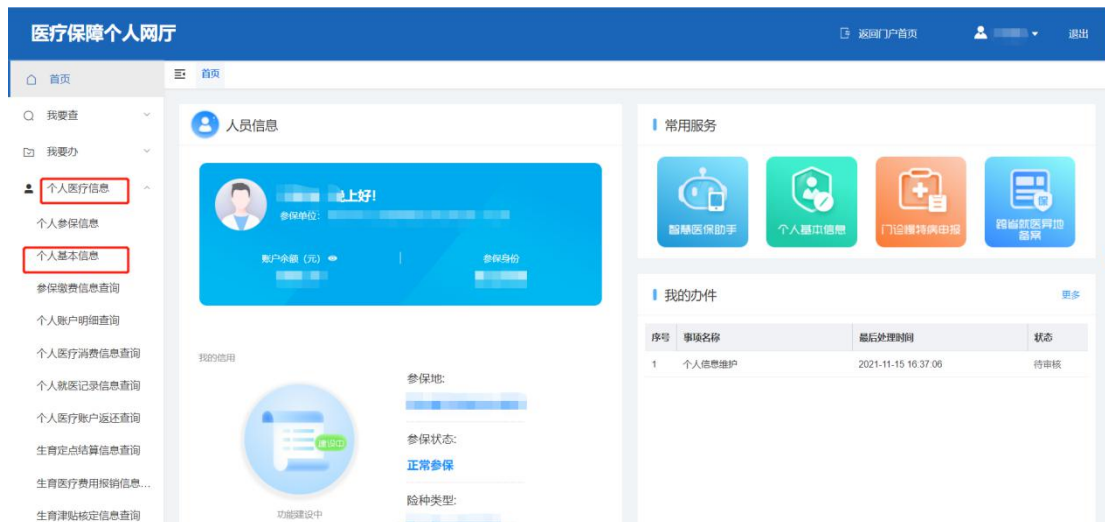 医疗保障个人网厅
返回门户首页
退出
首页
首页
我要查
我要办
个人医疗信息
个人参保信息
个人基本信息
参保缴费信息查询
个人账户明细查询
个人医疗消费信息查询
个人就医记录信息查询
个人医疗账户返还查询
生育定点结算信息查询
生育医疗费用报销信息...
生育津贴核定信息查询
人员信息
上好!
参保单位:
账户余额（元）
参保身份
我的信用
建设中
功能建设中
参保地:
参保状态:
正常参保
险种类型:
常用服务
智慧医保助手
个人基本信息
门诊慢特病申报
跨省就医异地
备案
我的办件
更多
序号 事项名称 最后处理时间 状态
1 个人信息维护 2021-11-15 16:37:06 待审核